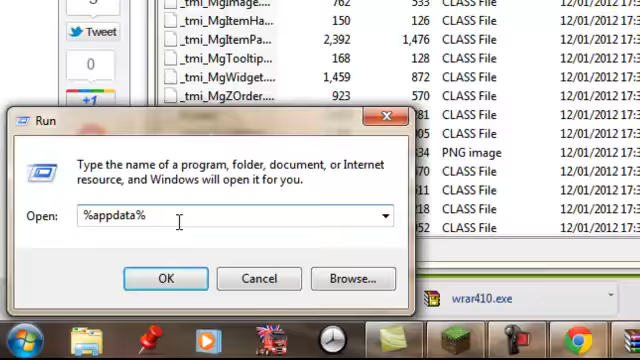 _tmi_MgImage.... 762 533 CLASS File 12/01/2012 17:3
_tmi_MgItemHa... 150 126 CLASS File 12/01/2012 17:3
Tweet
_tmi_MgItemPa... 2,392 1,476 CLASS File 12/01/2012 17:3
0
_tmi_MgTooltip... 168 128 CLASS File 12/01/2012 17:3
_tmi_MgWidget... 1,459 872 CLASS File 12/01/2012 17:3
+1
_tmi_MgZOrder.... 923 570 CLASS File 12/01/2012 17:3
281 CLASS File 12/01/2012 17:3
Run
005 CLASS File 12/01/2012 17:3
434 PNG image 12/01/2012 17:3
Type the name of a program, folder, document, or Internet
resource, and Windows will open it for you.
570 CLASS File 12/01/2012 17:3
511 CLASS File 12/01/2012 17:3
Open: %appdata%
218 CLASS File 12/01/2012 17:3
052 CLASS File 12/01/2012 17:3
OK Cancel Browse...
wrar410.exe